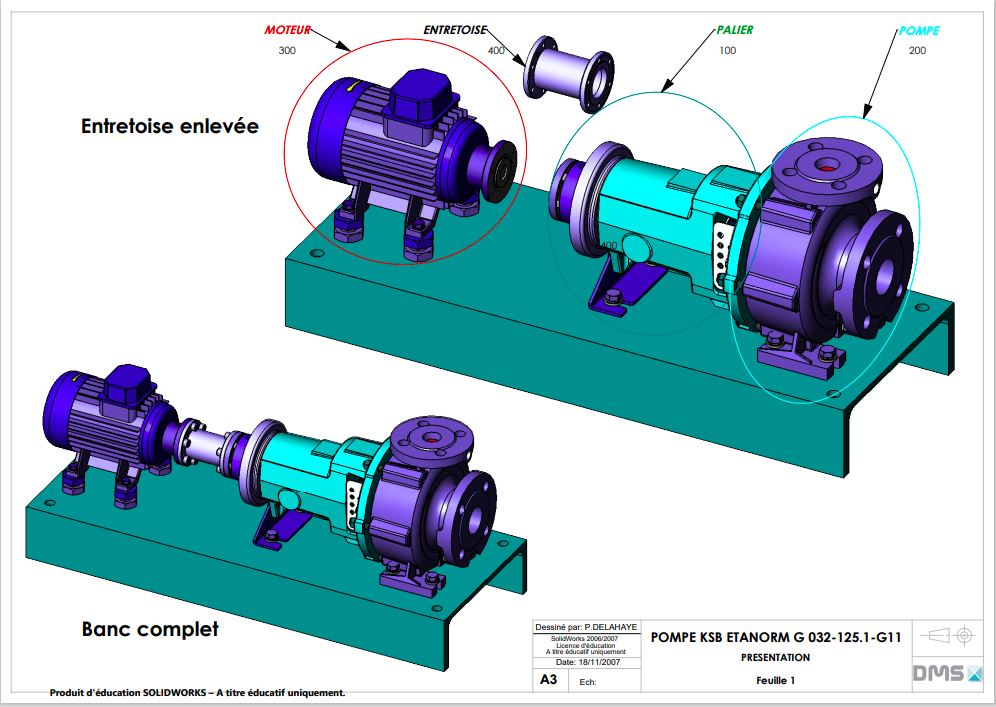 MOTEUR
300
ENTRETOISE
400
PALIER
100
POMPE
200
Entretoise enlevée
400
Banc complet
Dessiné par: P.DELAHAYE
SolidWorks 2006/2007
Licence d'éducation
A titre éducatif uniquement
Date: 18/11/2007
A3
Ech:
POMPE KSB ETANORM G 032-125.1-G11
PRESENTATION
Feuille 1
DMS
Produit d'éducation SOLIDWORKS – A titre éducatif uniquement.